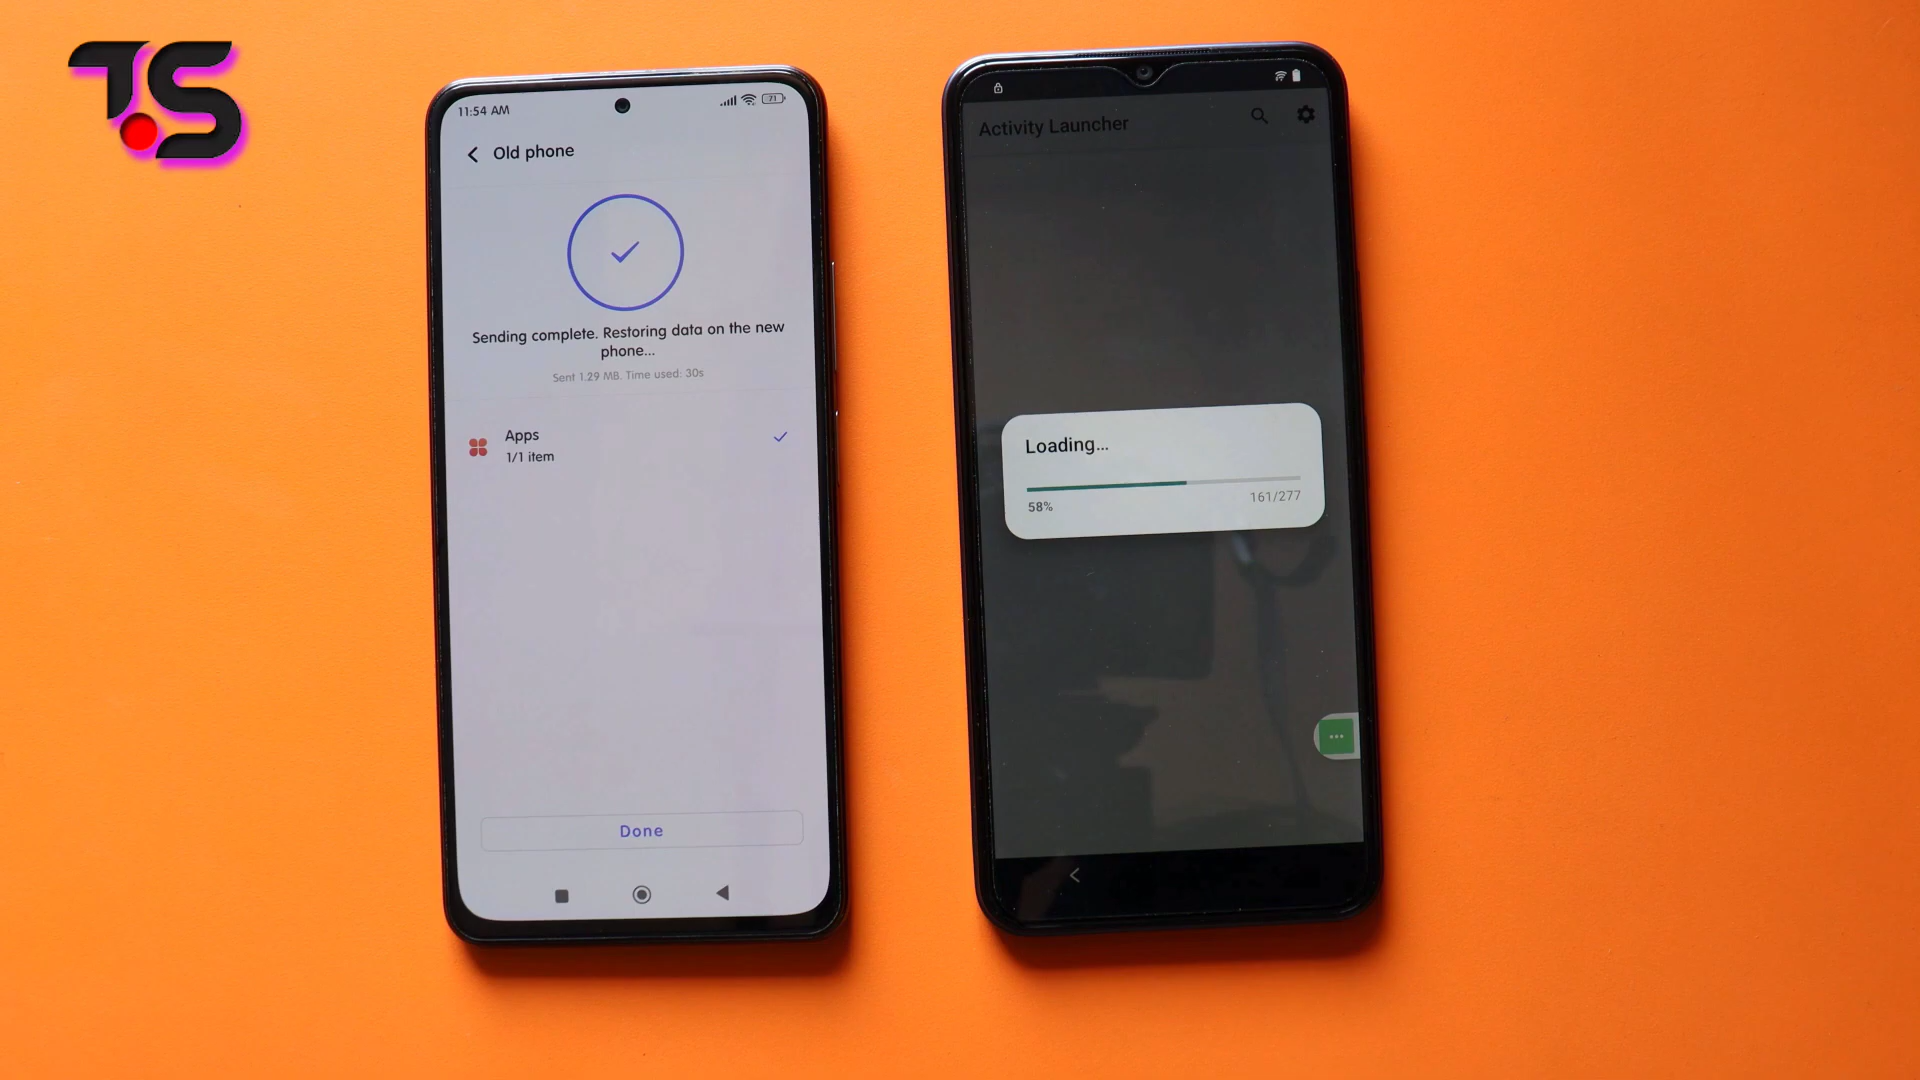 T.S
11:54 AM
71
Old phone
Sending complete. Restoring data on the new
phone...
Sent 1.29 MB. Time used: 30s
Apps
1/1 item
Done
Activity Launcher
Loading...
58%
161/277